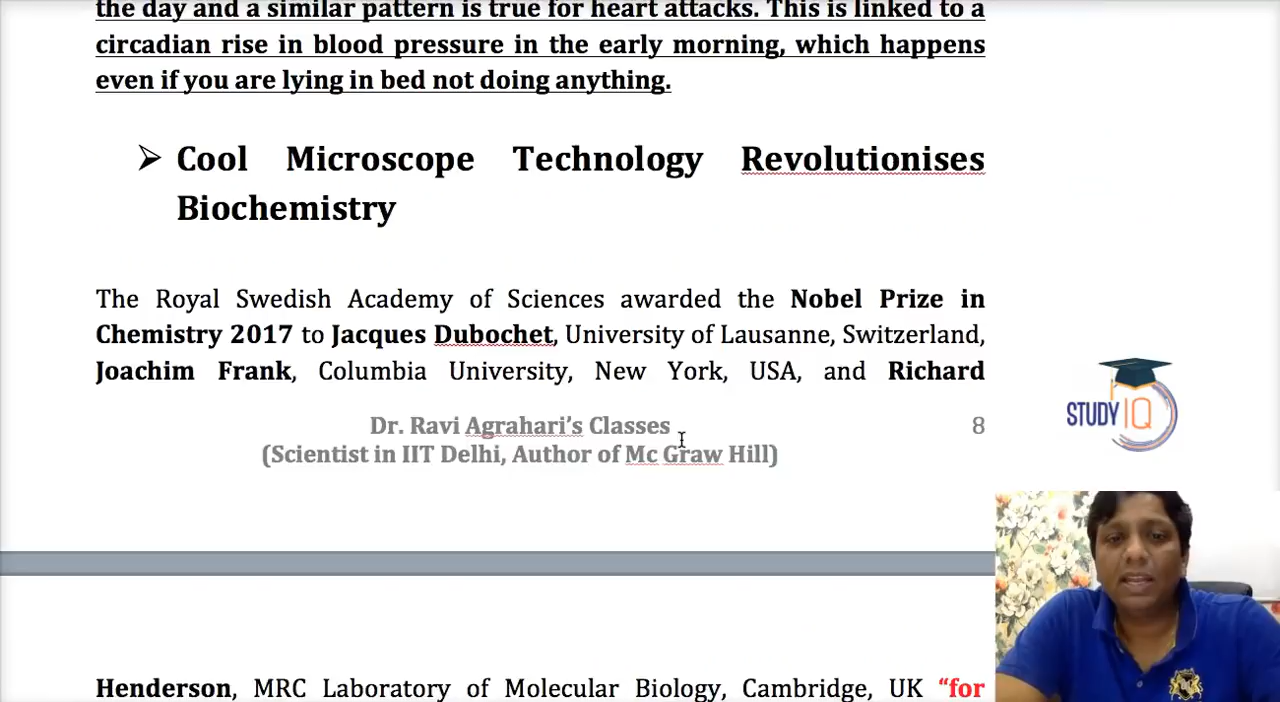 the day and a similar pattern is true for heart attacks. This is linked to a
circadian rise in blood pressure in the early morning, which happens
even if you are lying in bed not doing anything.
➢ Cool Microscope Technology Revolutionises
Biochemistry
The Royal Swedish Academy of Sciences awarded the Nobel Prize in
Chemistry 2017 to Jacques Dubochet, University of Lausanne, Switzerland,
Joachim Frank, Columbia University, New York, USA, and Richard
Dr. Ravi Agrahari's Classes
8
(Scientist in IIT Delhi, Author of Mc Graw Hill)
STUDY IQ
Henderson, MRC Laboratory of Molecular Biology, Cambridge, UK "for